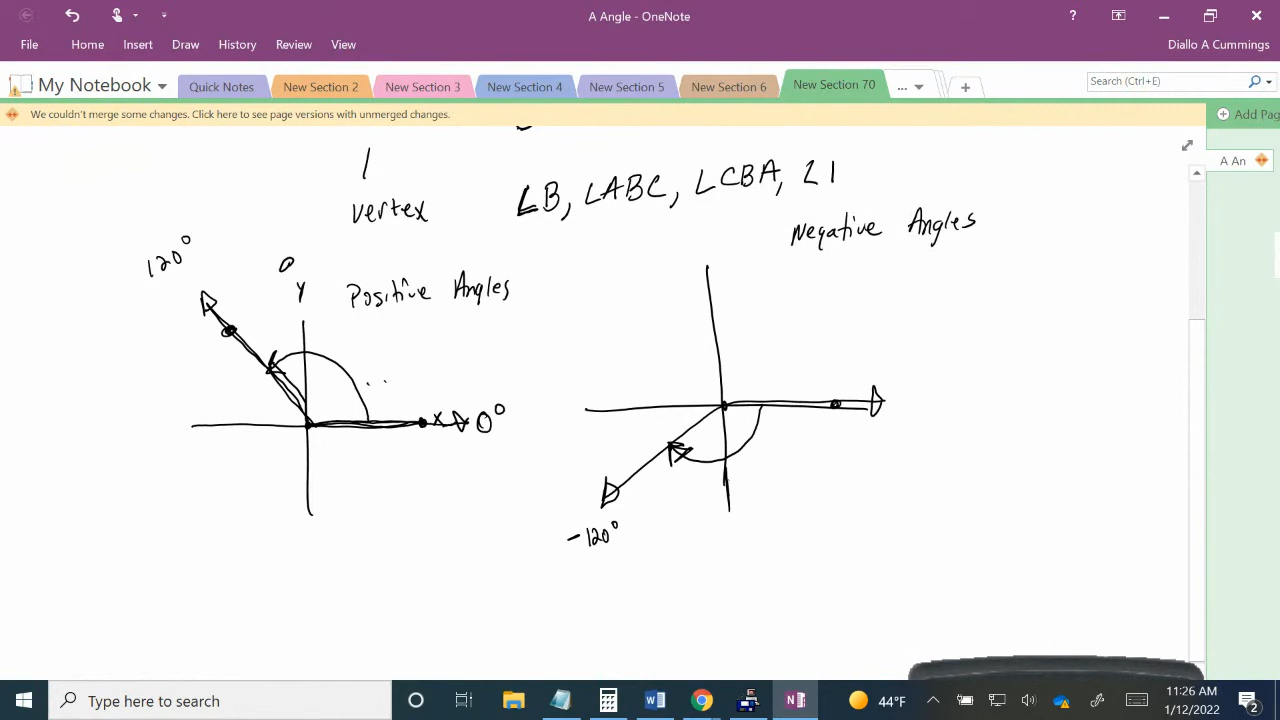 A Angle - OneNote
File Home Insert Draw History Review View
Diallo A Cummings
My Notebook
Quick Notes
New Section 2
New Section 3
New Section 4
New Section 5
New Section 6
New Section 70
...
Search (Ctrl+E)
We couldn't merge some changes. Click here to see page versions with unmerged changes.
Add Pag
A An
∠B, ∠ABC, ∠CBA, ∠1
vertex
Negative Angles
120°
Y
Positive Angles
X
0°
-120°
Type here to search
44°F
11:26 AM
1/12/2022
2